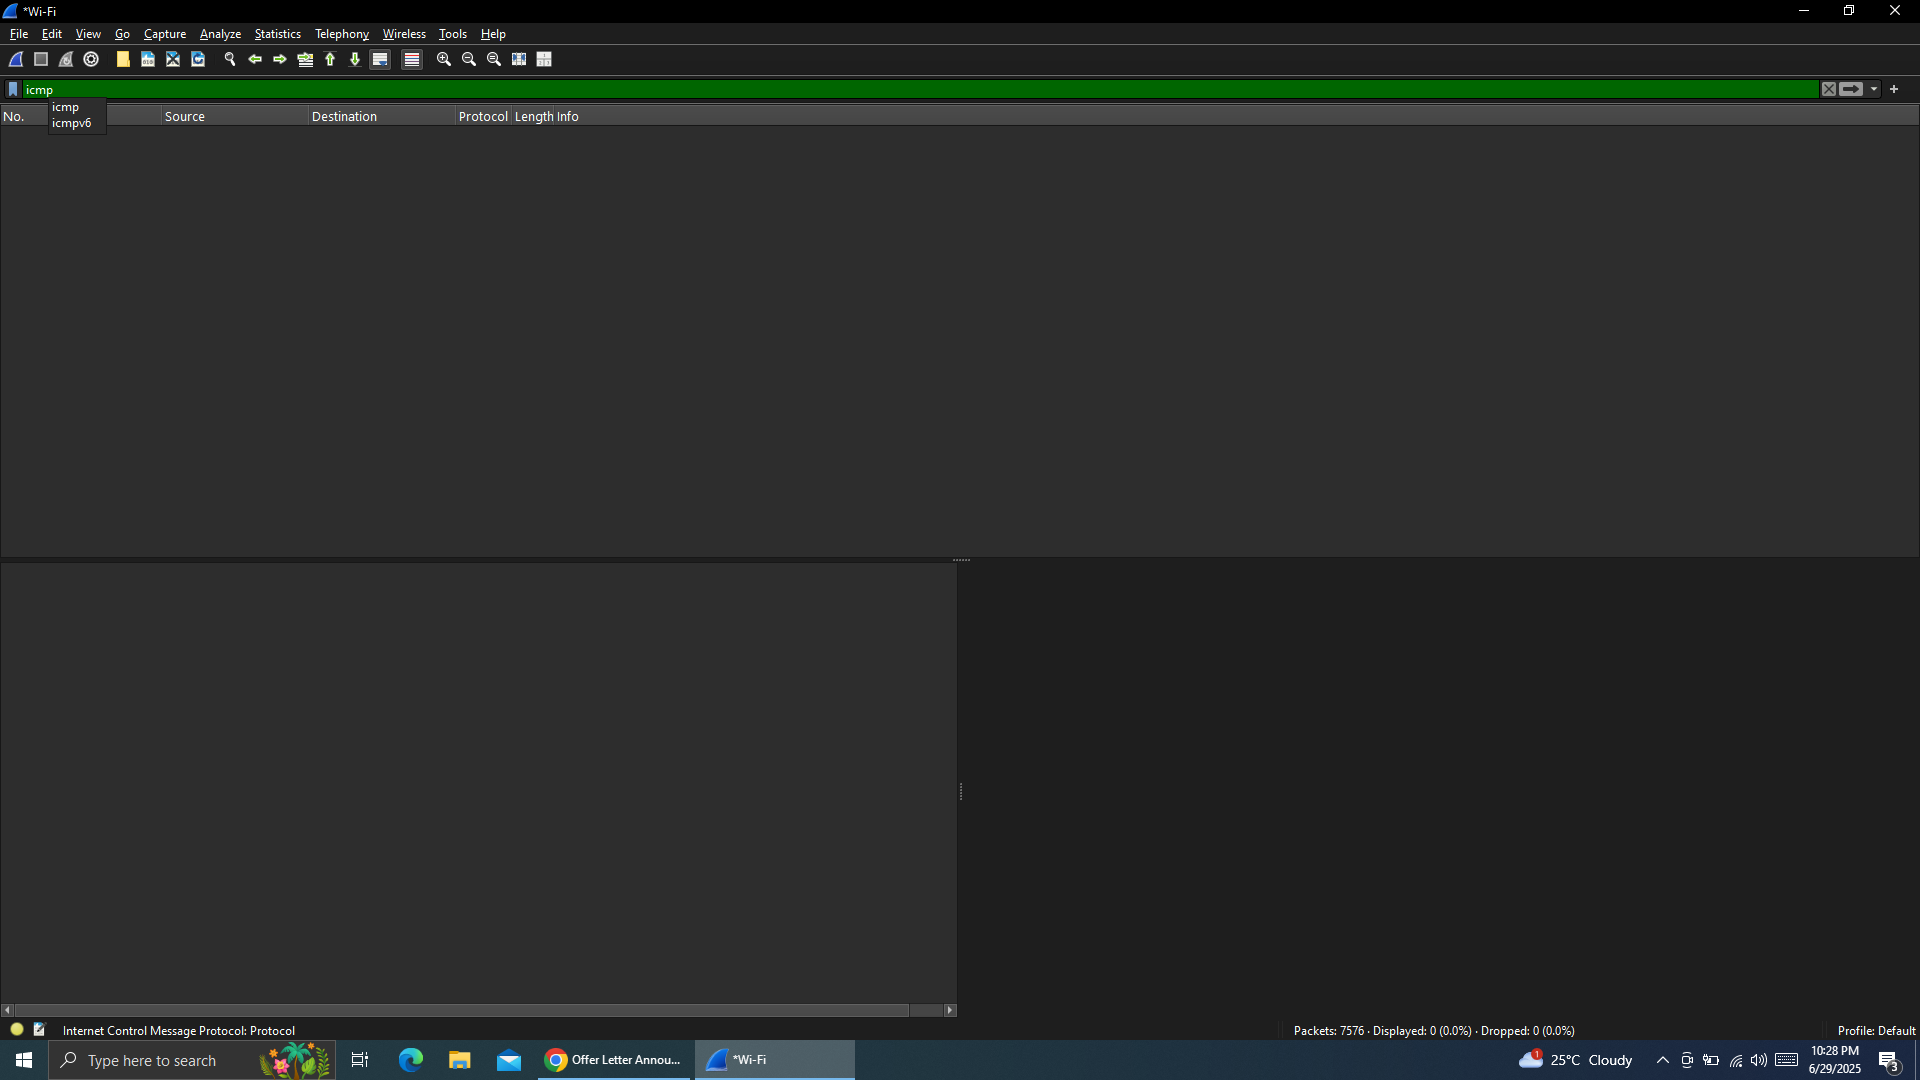 *Wi-Fi
File Edit View Go Capture Analyze Statistics Telephony Wireless Tools Help
icmp
icmp
icmpv6
No. Source Destination Protocol Length Info
Internet Control Message Protocol: Protocol
Packets: 7576 · Displayed: 0 (0.0%) · Dropped: 0 (0.0%)
Profile: Default
Type here to search
Offer Letter Annou...
*Wi-Fi
1
25°C Cloudy
10:28 PM
6/29/2025
3